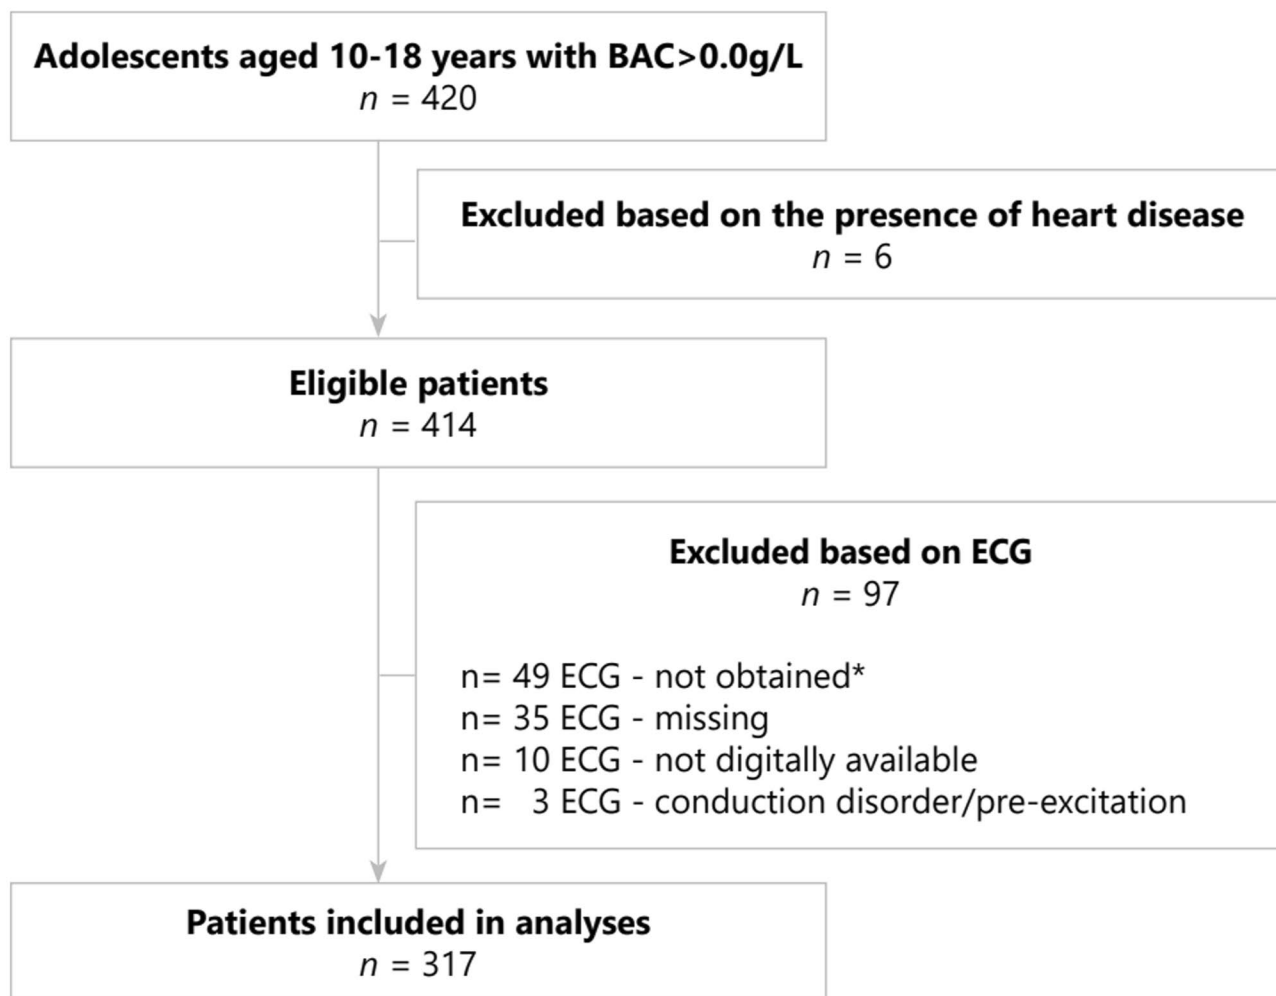 Adolescents aged 10-18 years with BAC>0.0g/L
n = 420
Excluded based on the presence of heart disease
n = 6
Eligible patients
n = 414
Excluded based on ECG
n = 97
n= 49 ECG - not obtained*
n= 35 ECG - missing
n= 10 ECG - not digitally available
n= 3 ECG - conduction disorder/pre-excitation
Patients included in analyses
n = 317